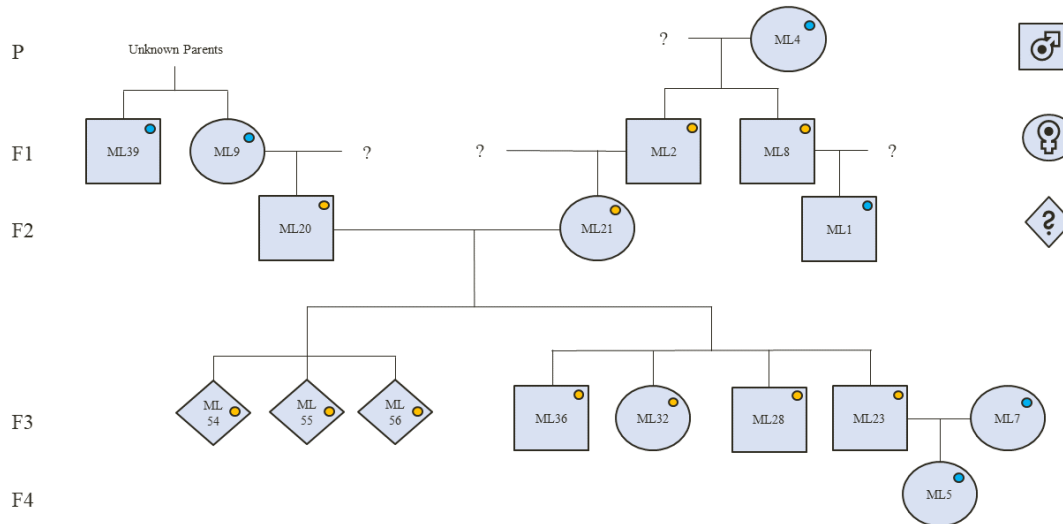 P
Unknown Parents
?
ML4
F1
ML39
ML9
?
?
ML2
ML8
?
F2
ML20
ML21
ML1
?
F3
ML
54
ML
55
ML
56
ML36
ML32
ML28
ML23
ML7
F4
ML5